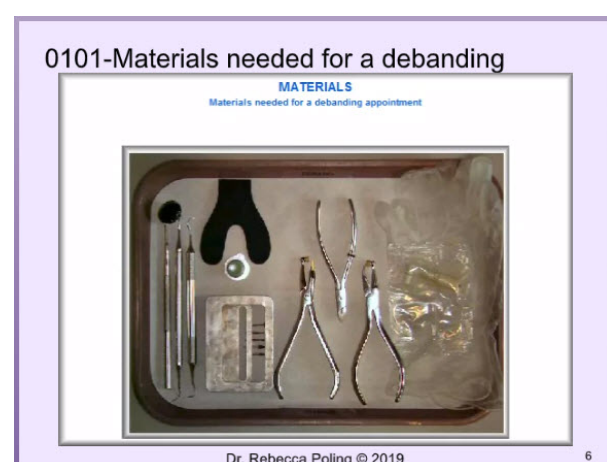 0101-Materials needed for a debanding
MATERIALS
Materials needed for a debanding appointment
Dr. Rebecca Poling © 2019
6